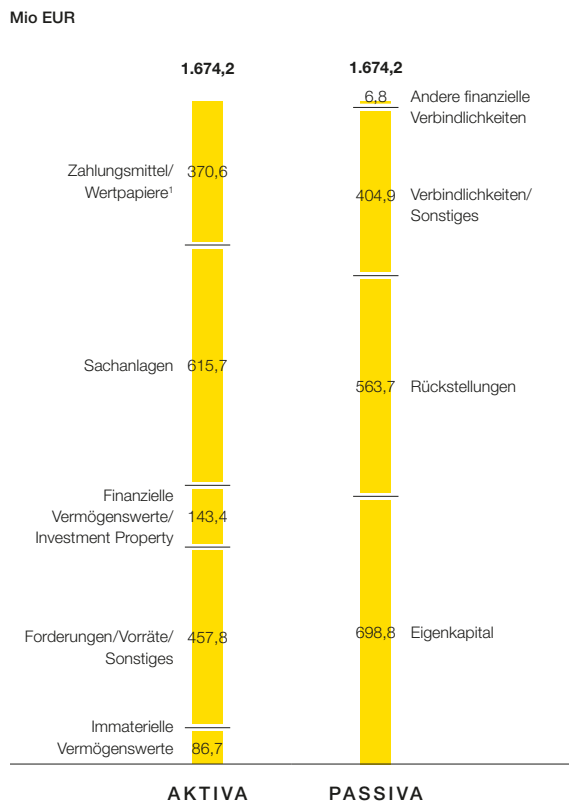 Mio EUR
1.674,2
1.674,2
Zahlungsmittel/
Wertpapiere¹
370,6
Sachanlagen
615,7
Finanzielle
Vermögenswerte/
Investment Property
143,4
Forderungen/Vorräte/
Sonstiges
457,8
Immaterielle
Vermögenswerte
86,7
6,8
Andere finanzielle
Verbindlichkeiten
404,9
Verbindlichkeiten/
Sonstiges
563,7
Rückstellungen
698,8
Eigenkapital
AKTIVA
PASSIVA